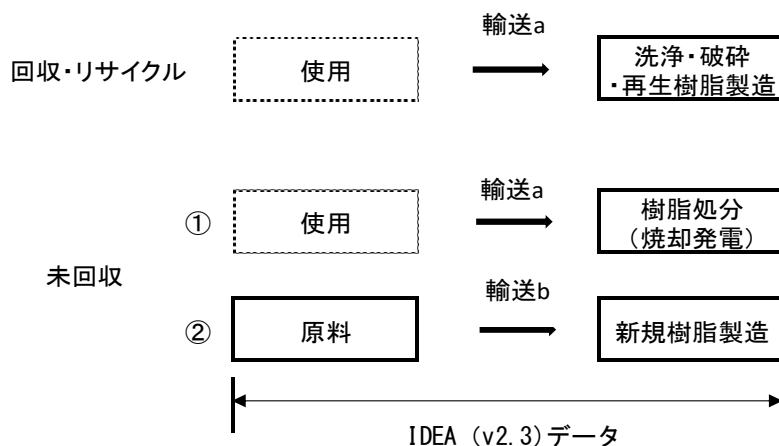 輸送a
回収・リサイクル
使用
洗浄・破砕
・再生樹脂製造
輸送a
①
使用
樹脂処分
（焼却発電）
未回収
輸送b
②
原料
新規樹脂製造
IDEA (v2.3)データ